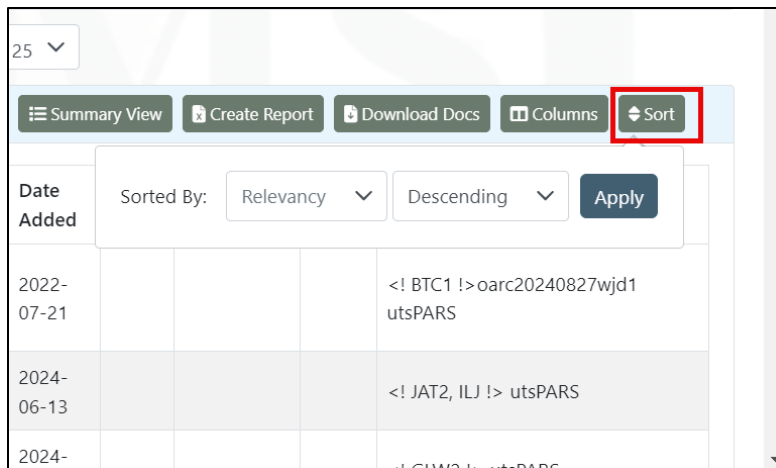 25
Summary View Create Report Download Docs Columns Sort
Sorted By: Relevancy Descending Apply
Date
Added
2022-
07-21
<! BTC1 !>oarc20240827wjd1
utsPARS
2024-
06-13
<! JAT2, ILJ !> utsPARS
2024-